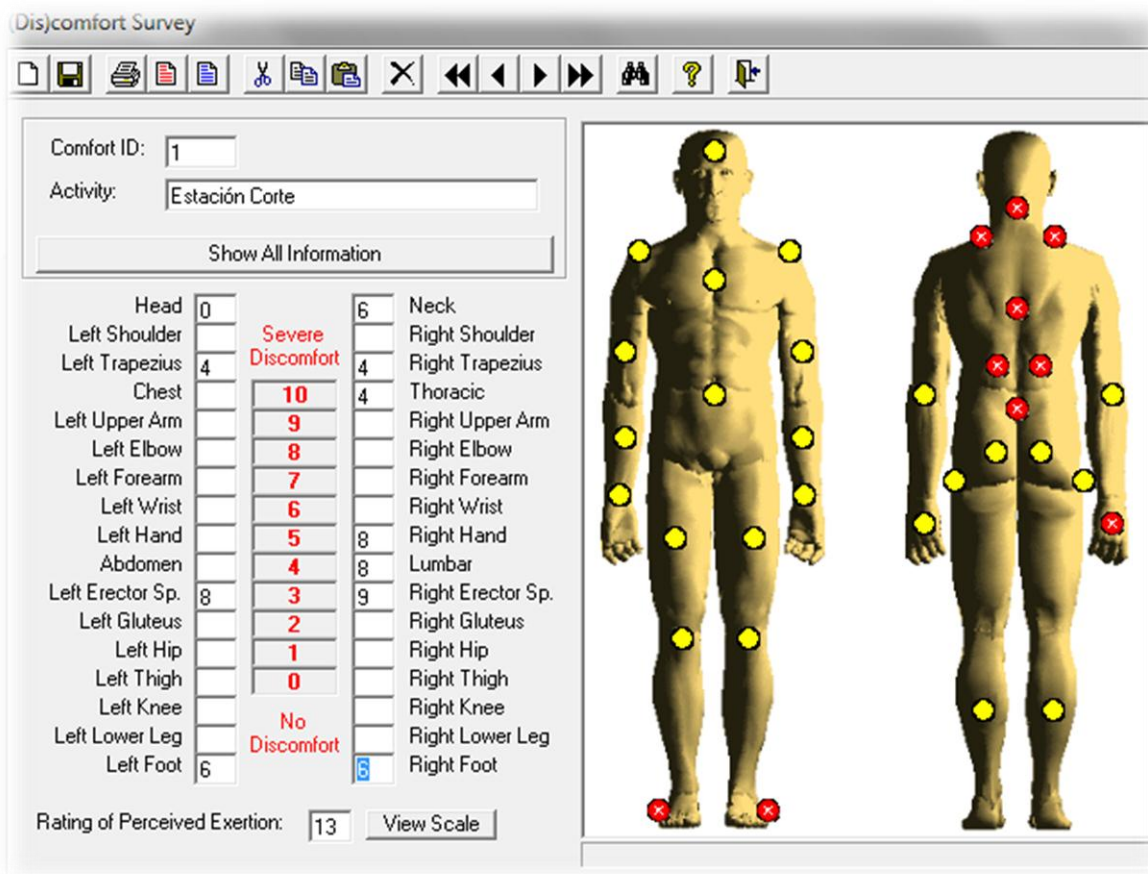 (Dis)comfort Survey
Comfort ID: 1
Activity: Estación Corte
Show All Information
Head 0 6 Neck
Left Shoulder Severe Right Shoulder
Left Trapezius 4 Discomfort 4 Right Trapezius
Chest 10 4 Thoracic
Left Upper Arm 9 Right Upper Arm
Left Elbow 8 Right Elbow
Left Forearm 7 Right Forearm
Left Wrist 6 Right Wrist
Left Hand 5 8 Right Hand
Abdomen 4 8 Lumbar
Left Erector Sp. 8 3 9 Right Erector Sp.
Left Gluteus 2 Right Gluteus
Left Hip 1 Right Hip
Left Thigh 0 Right Thigh
Left Knee No Right Knee
Left Lower Leg Discomfort Right Lower Leg
Left Foot 6 6 Right Foot
Rating of Perceived Exertion: 13 View Scale